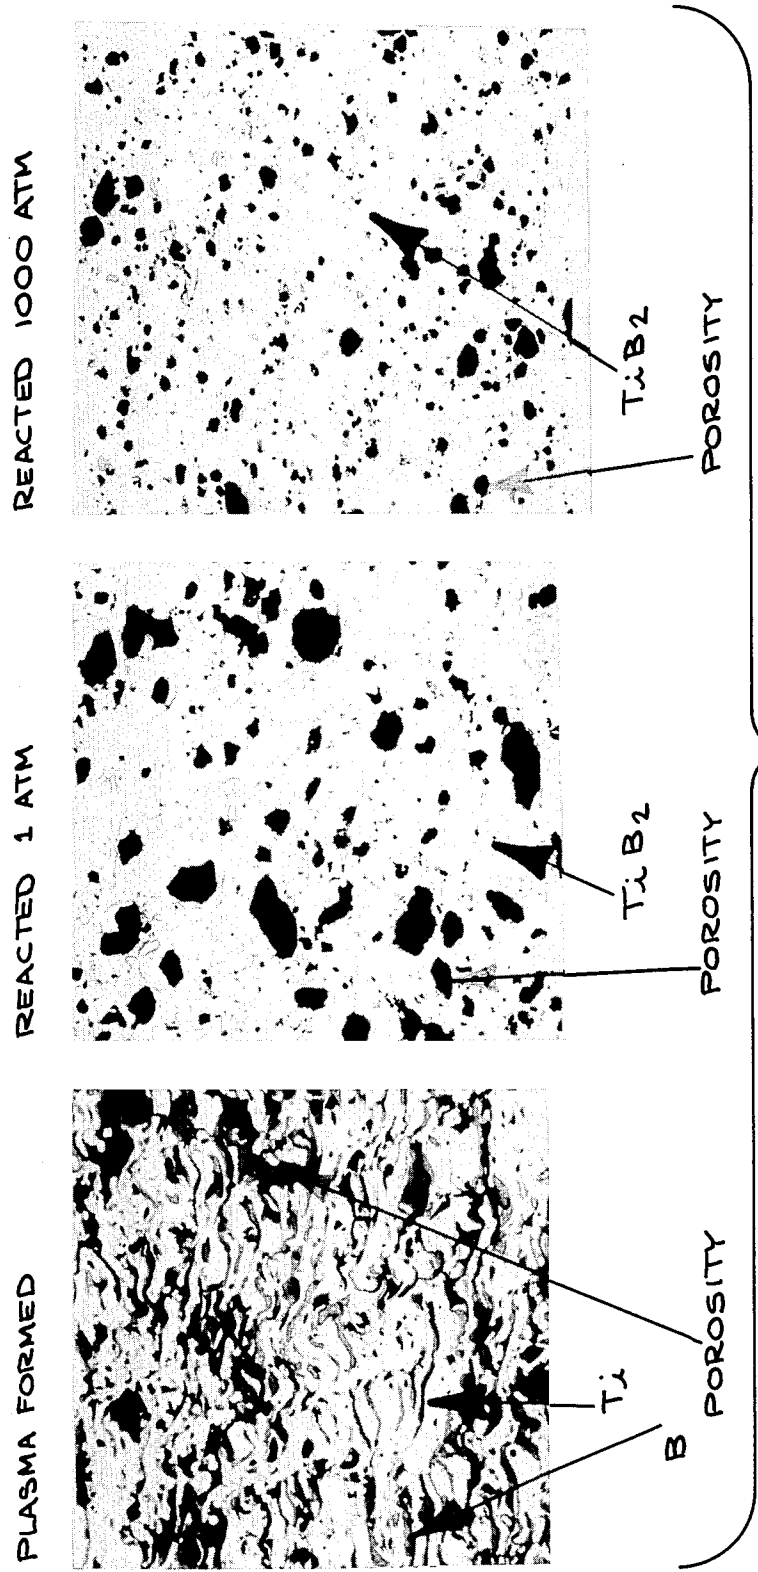 PLASMA FORMED
REACTED 1 ATM
REACTED 1000 ATM
B
Ti
POROSITY
TiB2
POROSITY
TiB2
POROSITY